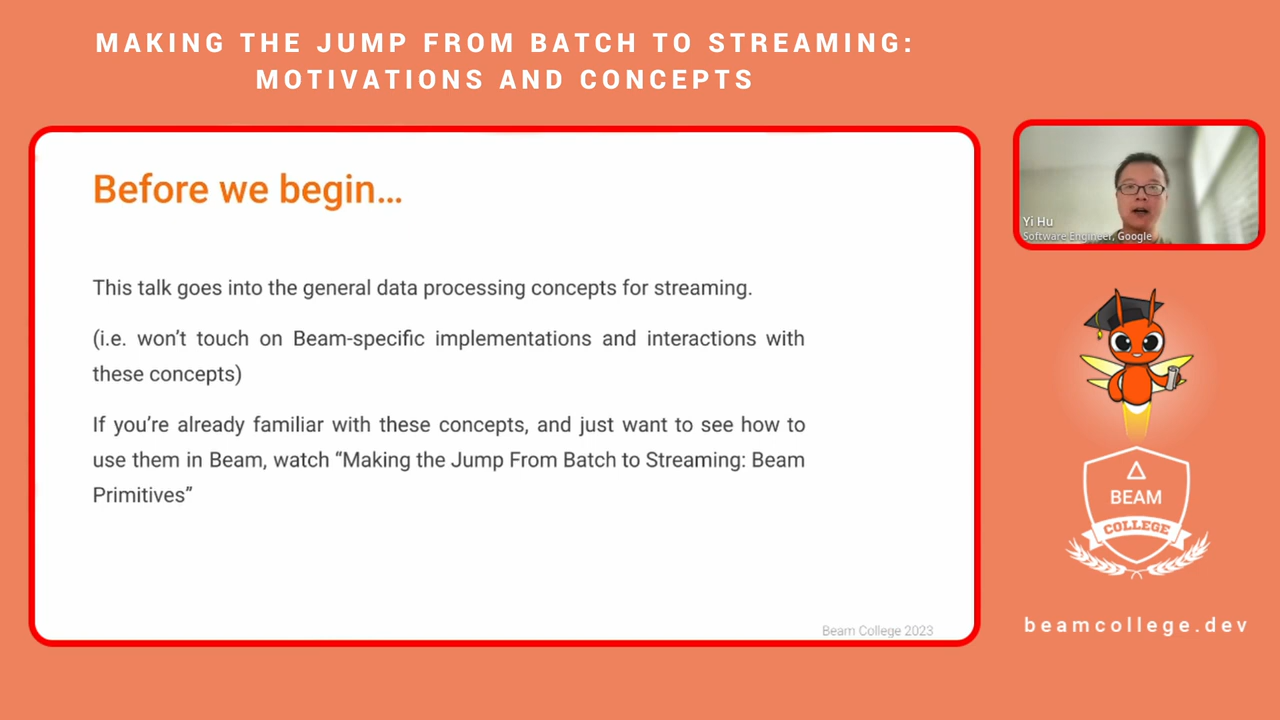 MAKING THE JUMP FROM BATCH TO STREAMING:
MOTIVATIONS AND CONCEPTS
Before we begin...
This talk goes into the general data processing concepts for streaming.
(i.e. won’t touch on Beam-specific implementations and interactions with
these concepts)
If you’re already familiar with these concepts, and just want to see how to
use them in Beam, watch “Making the Jump From Batch to Streaming: Beam
Primitives”
Beam College 2023
Yi Hu
Software Engineer, Google
BEAM
COLLEGE
beamcollege.dev